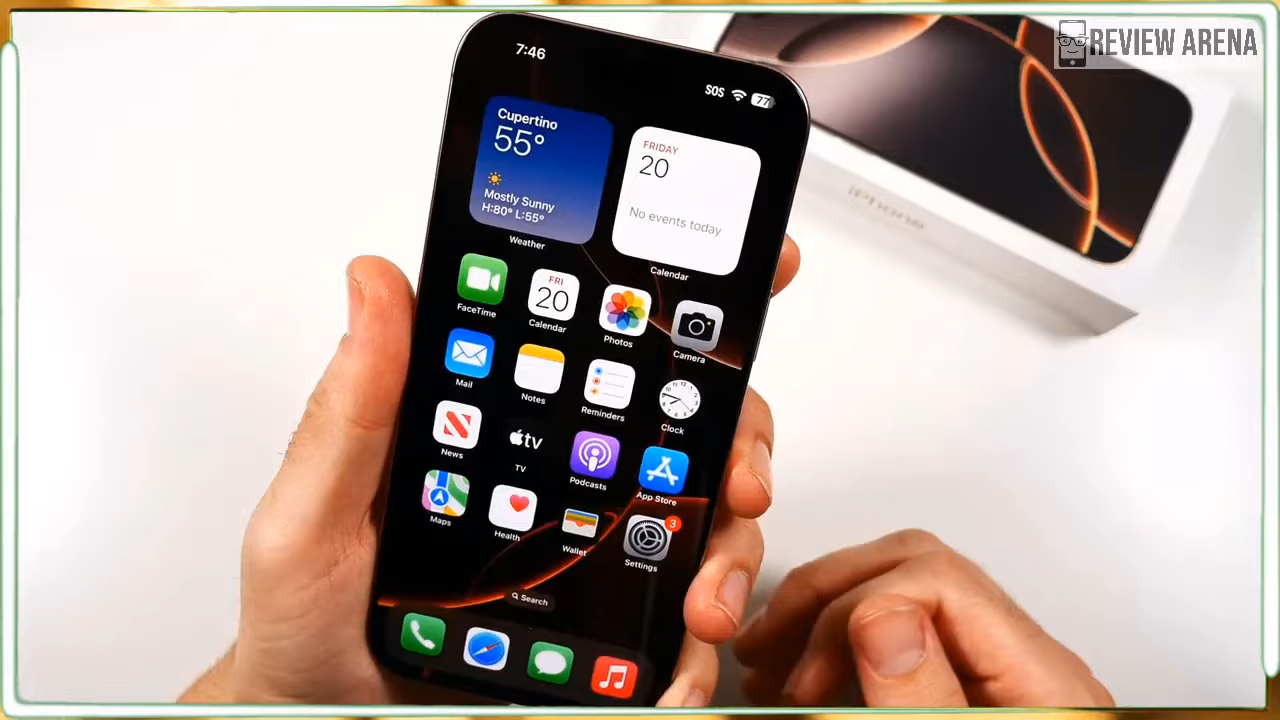 REVIEW ARENA
7:46
SOS
77
Cupertino
55°
Mostly Sunny
H:80° L:55°
Weather
FRIDAY
20
No events today
Calendar
FaceTime
FRI
20
Calendar
Photos
Camera
Mail
Notes
Reminders
Clock
News
tv
TV
Podcasts
App Store
Maps
Health
Wallet
3
Settings
Search
iPhone